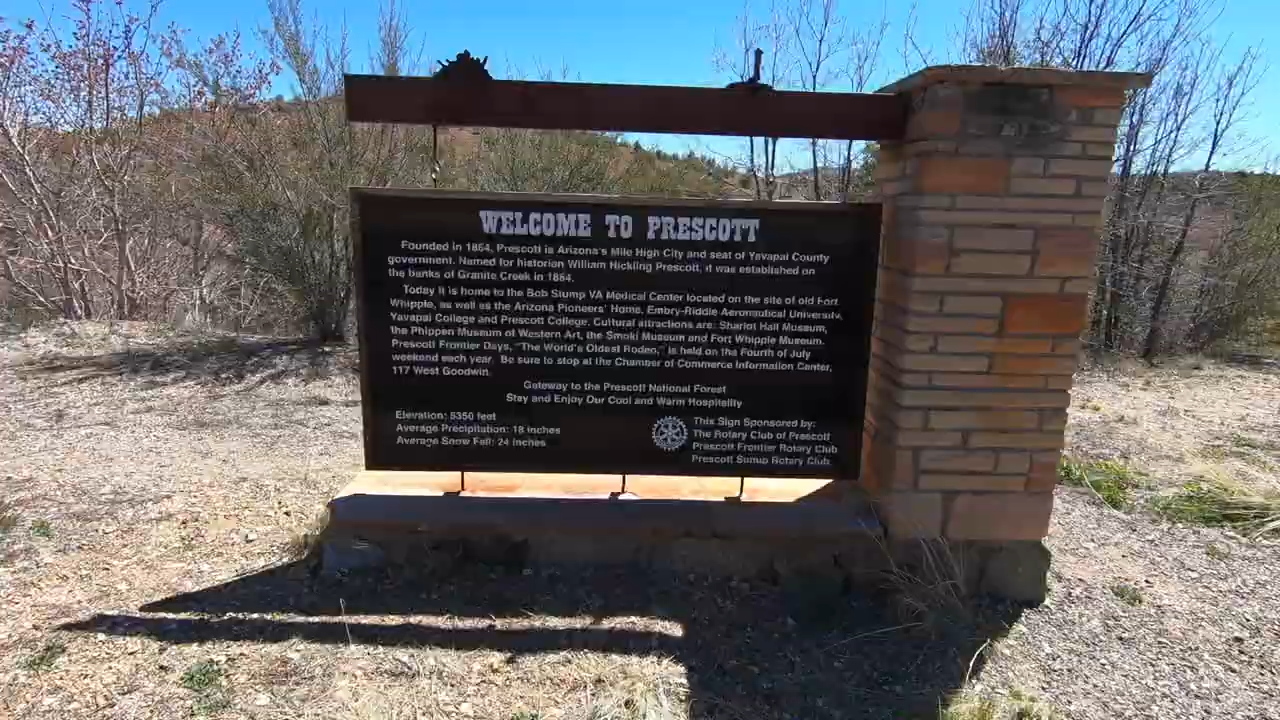 WELCOME TO PRESCOTT
Founded in 1864, Prescott is Arizona's Mile High City and seat of Yavapai County
government. Named for historian William Hickling Prescott, it was established on
the banks of Granite Creek in 1864.
Today it is home to the Bob Stump VA Medical Center located on the site of old Fort
Whipple, as well as the Arizona Pioneers' Home, Embry-Riddle Aeronautical University,
Yavapai College and Prescott College. Cultural attractions are: Sharlot Hall Museum,
the Phippen Museum of Western Art, the Smoki Museum and Fort Whipple Museum.
Prescott Frontier Days, "The World's Oldest Rodeo," is held on the Fourth of July
weekend each year. Be sure to stop at the Chamber of Commerce Information Center,
117 West Goodwin.
Gateway to the Prescott National Forest
Stay and Enjoy Our Cool and Warm Hospitality
Elevation: 5350 feet
Average Precipitation: 18 inches
Average Snow Fall: 24 inches
This Sign Sponsored by:
The Rotary Club of Prescott
Prescott Frontier Rotary Club
Prescott Sunup Rotary Club